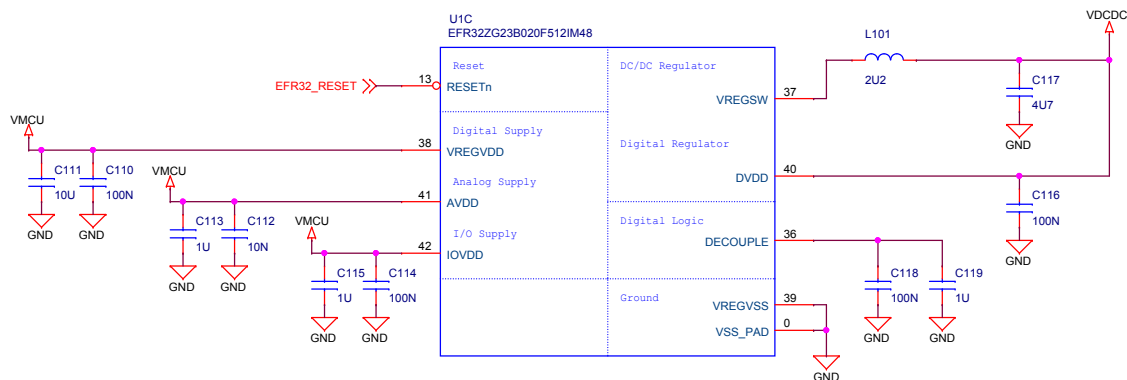 U1C
EFR32ZG23B020F512IM48
VDCDC
L101
2U2
Reset
DC/DC Regulator
EFR32_RESET
13
RESETn
37
VREGSW
C117
4U7
GND
VMCU
Digital Supply
38
VREGVDD
Digital Regulator
C111
10U
C110
100N
GND
GND
VMCU
Analog Supply
41
AVDD
40
DVDD
C116
100N
GND
C113
1U
C112
10N
GND
GND
VMCU
I/O Supply
42
IOVDD
Digital Logic
36
DECOUPLE
C115
1U
C114
100N
GND
GND
C118
100N
C119
1U
GND
GND
Ground
39
VREGVSS
0
VSS_PAD
GND